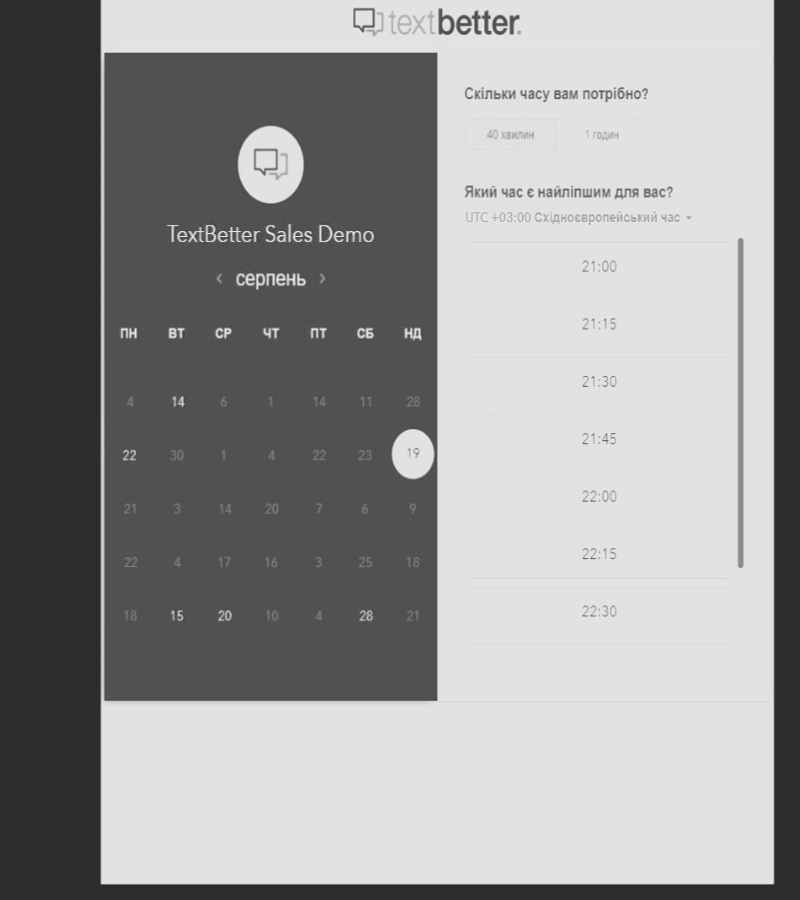 textbetter.
TextBetter Sales Demo
‹ серпень ›
ПН ВТ СР ЧТ ПТ СБ НД
4 14 6 1 14 11 28
22 30 1 4 22 23 19
21 3 14 20 7 6 9
22 4 17 16 3 25 18
18 15 20 10 4 28 21
Скільки часу вам потрібно?
40 хвилин 1 годин
Який час є найліпшим для вас?
UTC +03:00 Східноєвропейський час
21:00
21:15
21:30
21:45
22:00
22:15
22:30